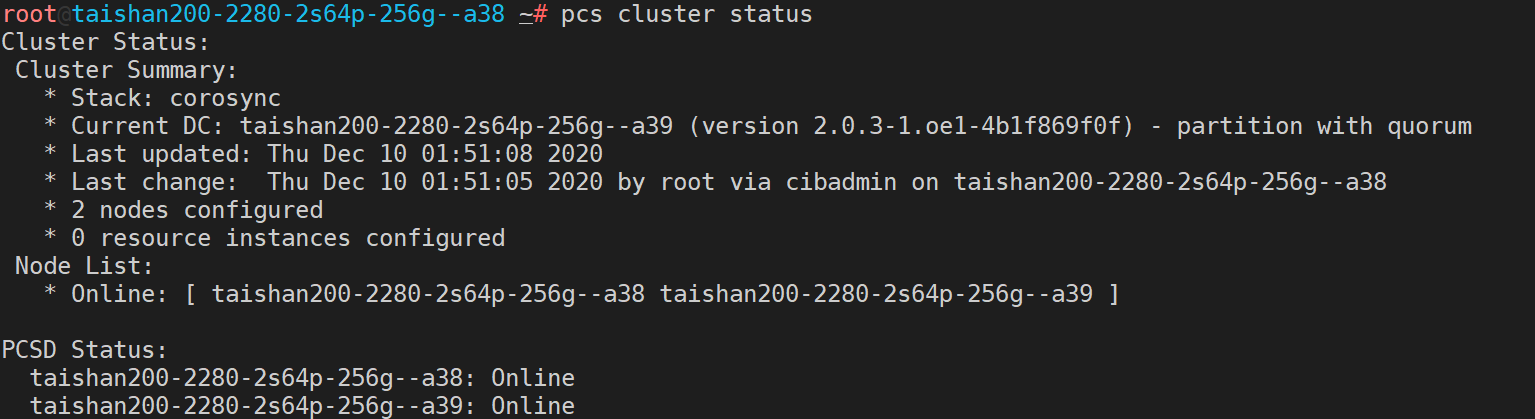 root@taishan200-2280-2s64p-256g--a38 ~# pcs cluster status
Cluster Status:
 Cluster Summary:
   * Stack: corosync
   * Current DC: taishan200-2280-2s64p-256g--a39 (version 2.0.3-1.oe1-4b1f869f0f) - partition with quorum
   * Last updated: Thu Dec 10 01:51:08 2020
   * Last change:  Thu Dec 10 01:51:05 2020 by root via cibadmin on taishan200-2280-2s64p-256g--a38
   * 2 nodes configured
   * 0 resource instances configured
 Node List:
   * Online: [ taishan200-2280-2s64p-256g--a38 taishan200-2280-2s64p-256g--a39 ]

PCSD Status:
  taishan200-2280-2s64p-256g--a38: Online
  taishan200-2280-2s64p-256g--a39: Online